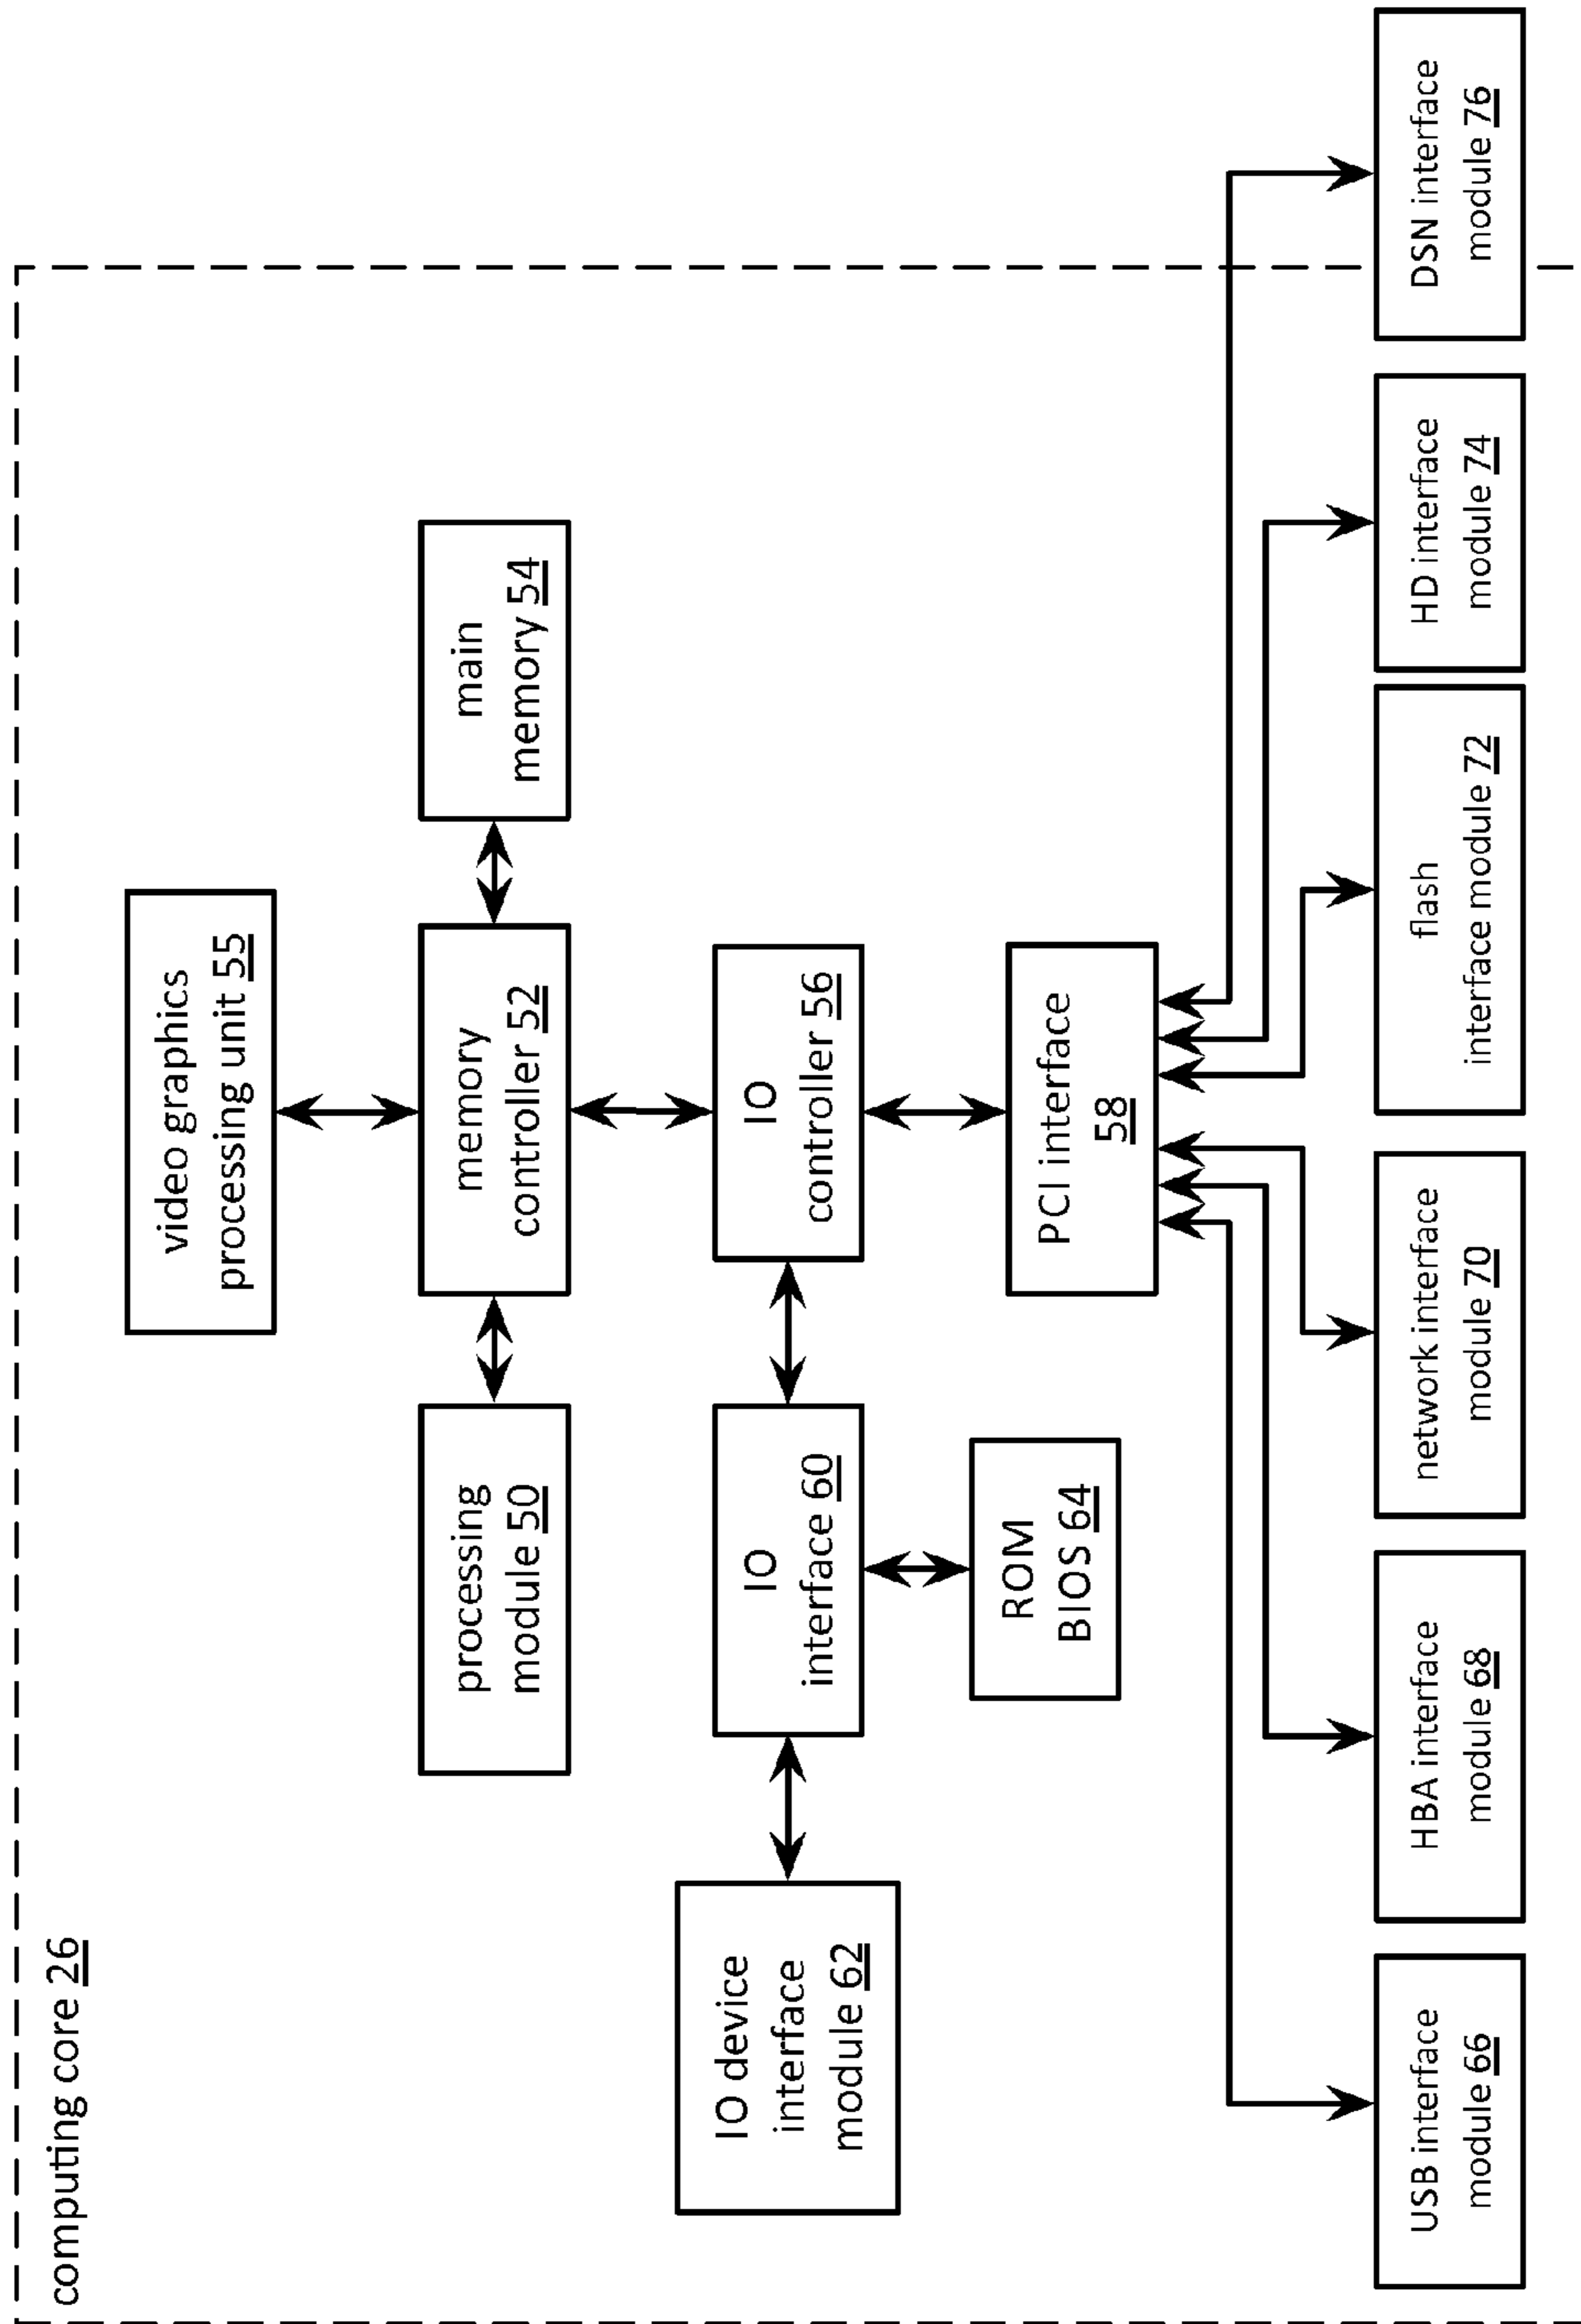 computing core 26
video graphics
processing unit 55
processing
module 50
memory
controller 52
main
memory 54
IO device
interface
module 62
IO
interface 60
IO
controller 56
ROM
BIOS 64
PCI interface
58
USB interface
module 66
HBA interface
module 68
network interface
module 70
flash
interface module 72
HD interface
module 74
DSN interface
module 76